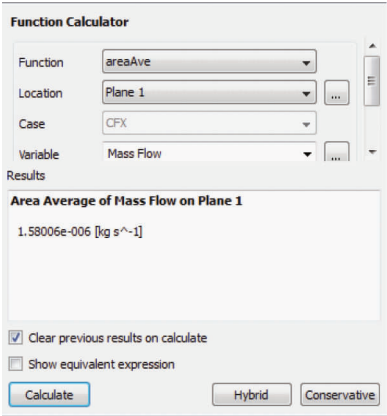 Function Calculator
Function areaAve
Location Plane 1 ...
Case CFX
Variable Mass Flow ...
Results
Area Average of Mass Flow on Plane 1
1.58006e-006 [kg s^-1]
Clear previous results on calculate
Show equivalent expression
Calculate Hybrid Conservative